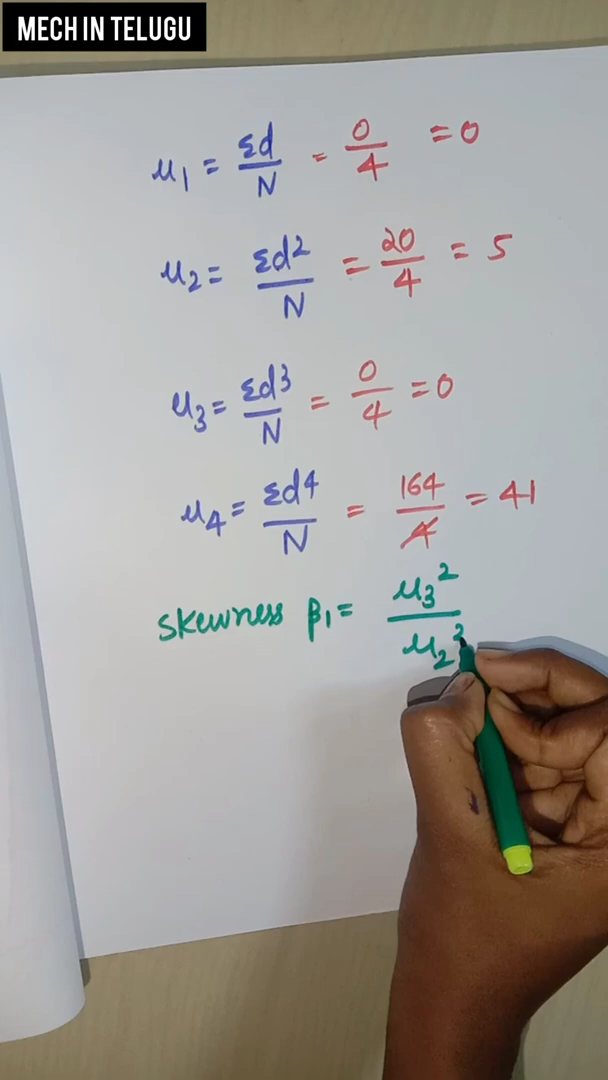 MECH IN TELUGU
μ1 = Σd/N = 0/4 = 0
μ2 = Σd2/N = 20/4 = 5
μ3 = Σd3/N = 0/4 = 0
μ4 = Σd4/N = 164/4 = 41
skewness β1 = μ3²/μ2³